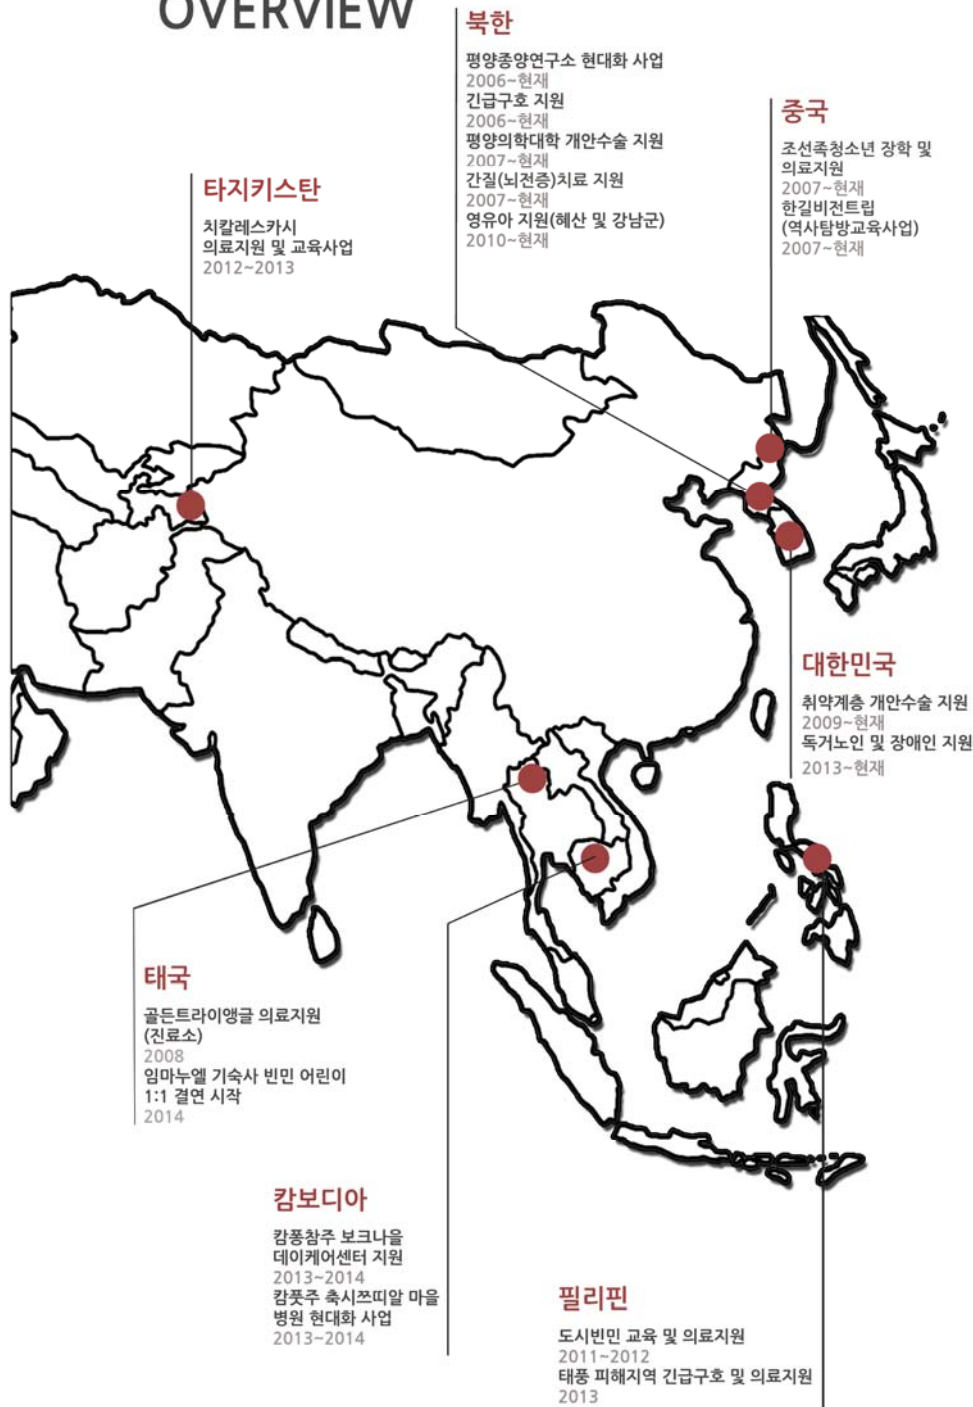 OVERVIEW
북한
평양종양연구소 현대화 사업
2006~현재
긴급구호 지원
2006~현재
평양의학대학 개안수술 지원
2007~현재
간질(뇌전증)치료 지원
2007~현재
영유아 지원(혜산 및 강남군)
2010~현재
중국
조선족청소년 장학 및
의료지원
2007~현재
한길비전트립
(역사탐방교육사업)
2007~현재
타지키스탄
치칼레스카시
의료지원 및 교육사업
2012~2013
대한민국
취약계층 개안수술 지원
2009~현재
독거노인 및 장애인 지원
2013~현재
태국
골든트라이앵글 의료지원
(진료소)
2008
임마누엘 기숙사 빈민 어린이
1:1 결연 시작
2014
캄보디아
캄퐁참주 보크나을
데이케어센터 지원
2013~2014
캄풋주 축시쯔띠알 마을
병원 현대화 사업
2013~2014
필리핀
도시빈민 교육 및 의료지원
2011~2012
태풍 피해지역 긴급구호 및 의료지원
2013